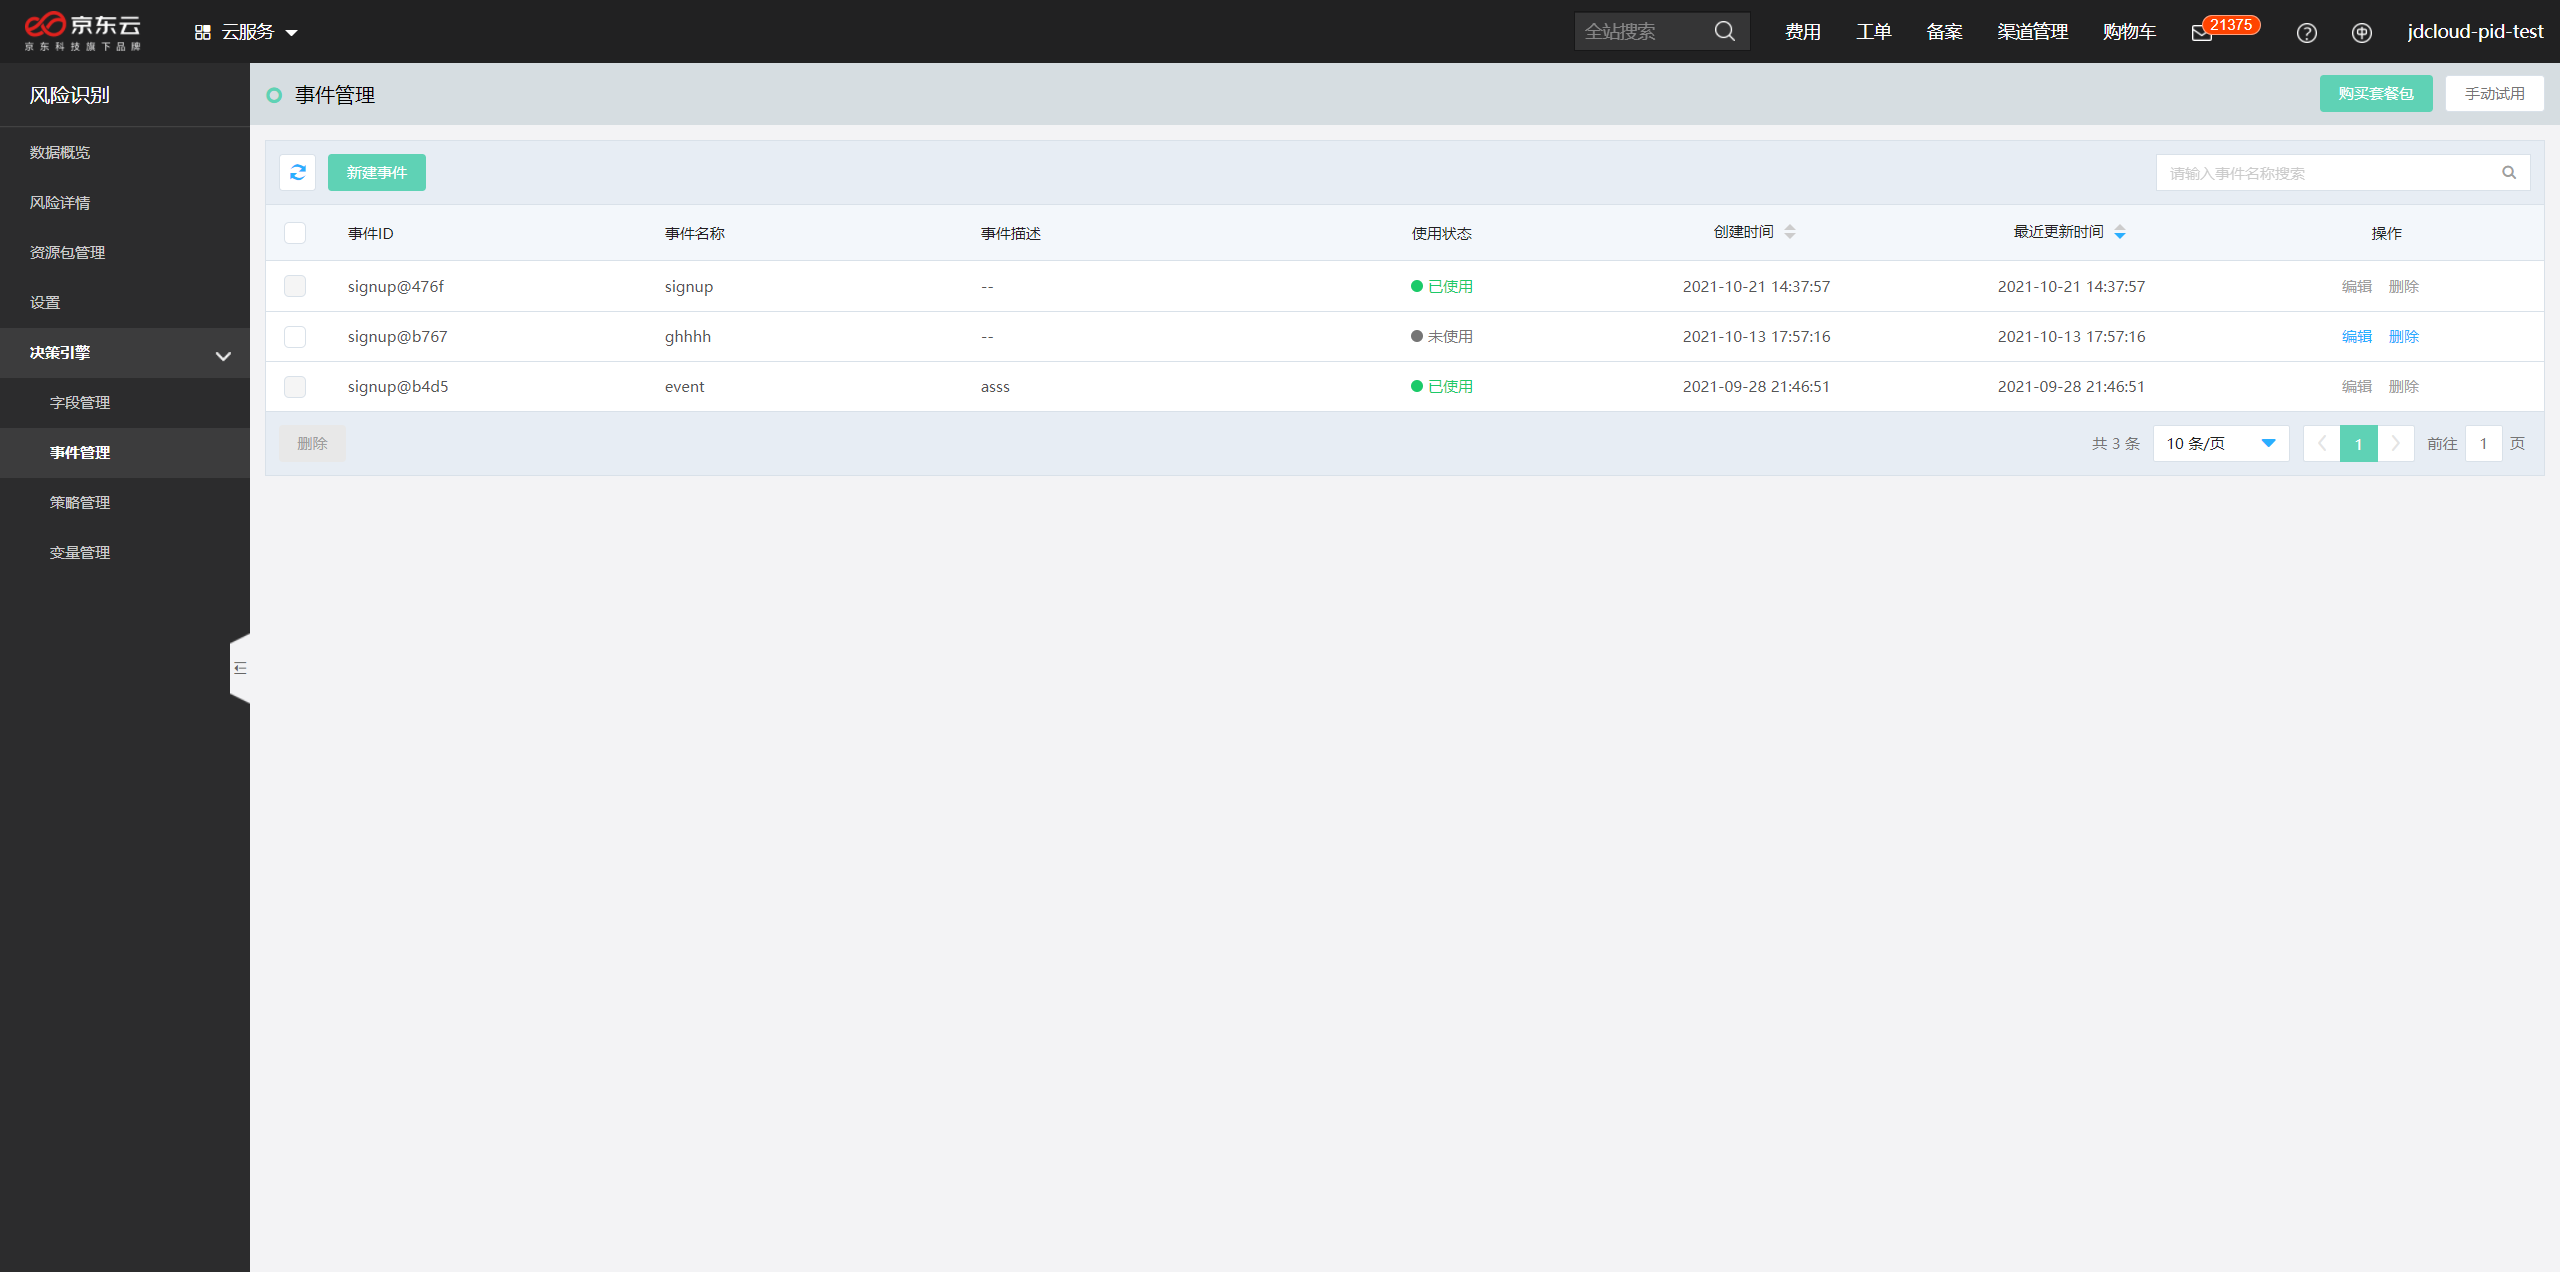 京东云
京东科技旗下品牌
云服务
全站搜索
费用
工单
备案
渠道管理
购物车
21375
jdcloud-pid-test
风险识别
数据概览
风险详情
资源包管理
设置
决策引擎
字段管理
事件管理
策略管理
变量管理
事件管理
购买套餐包
手动试用
新建事件
请输入事件名称搜索
事件ID 事件名称 事件描述 使用状态 创建时间 最近更新时间 操作
signup@476f signup -- 已使用 2021-10-21 14:37:57 2021-10-21 14:37:57 编辑 删除
signup@b767 ghhhh -- 未使用 2021-10-13 17:57:16 2021-10-13 17:57:16 编辑 删除
signup@b4d5 event asss 已使用 2021-09-28 21:46:51 2021-09-28 21:46:51 编辑 删除
删除
共 3 条 10 条/页 1 前往 1 页